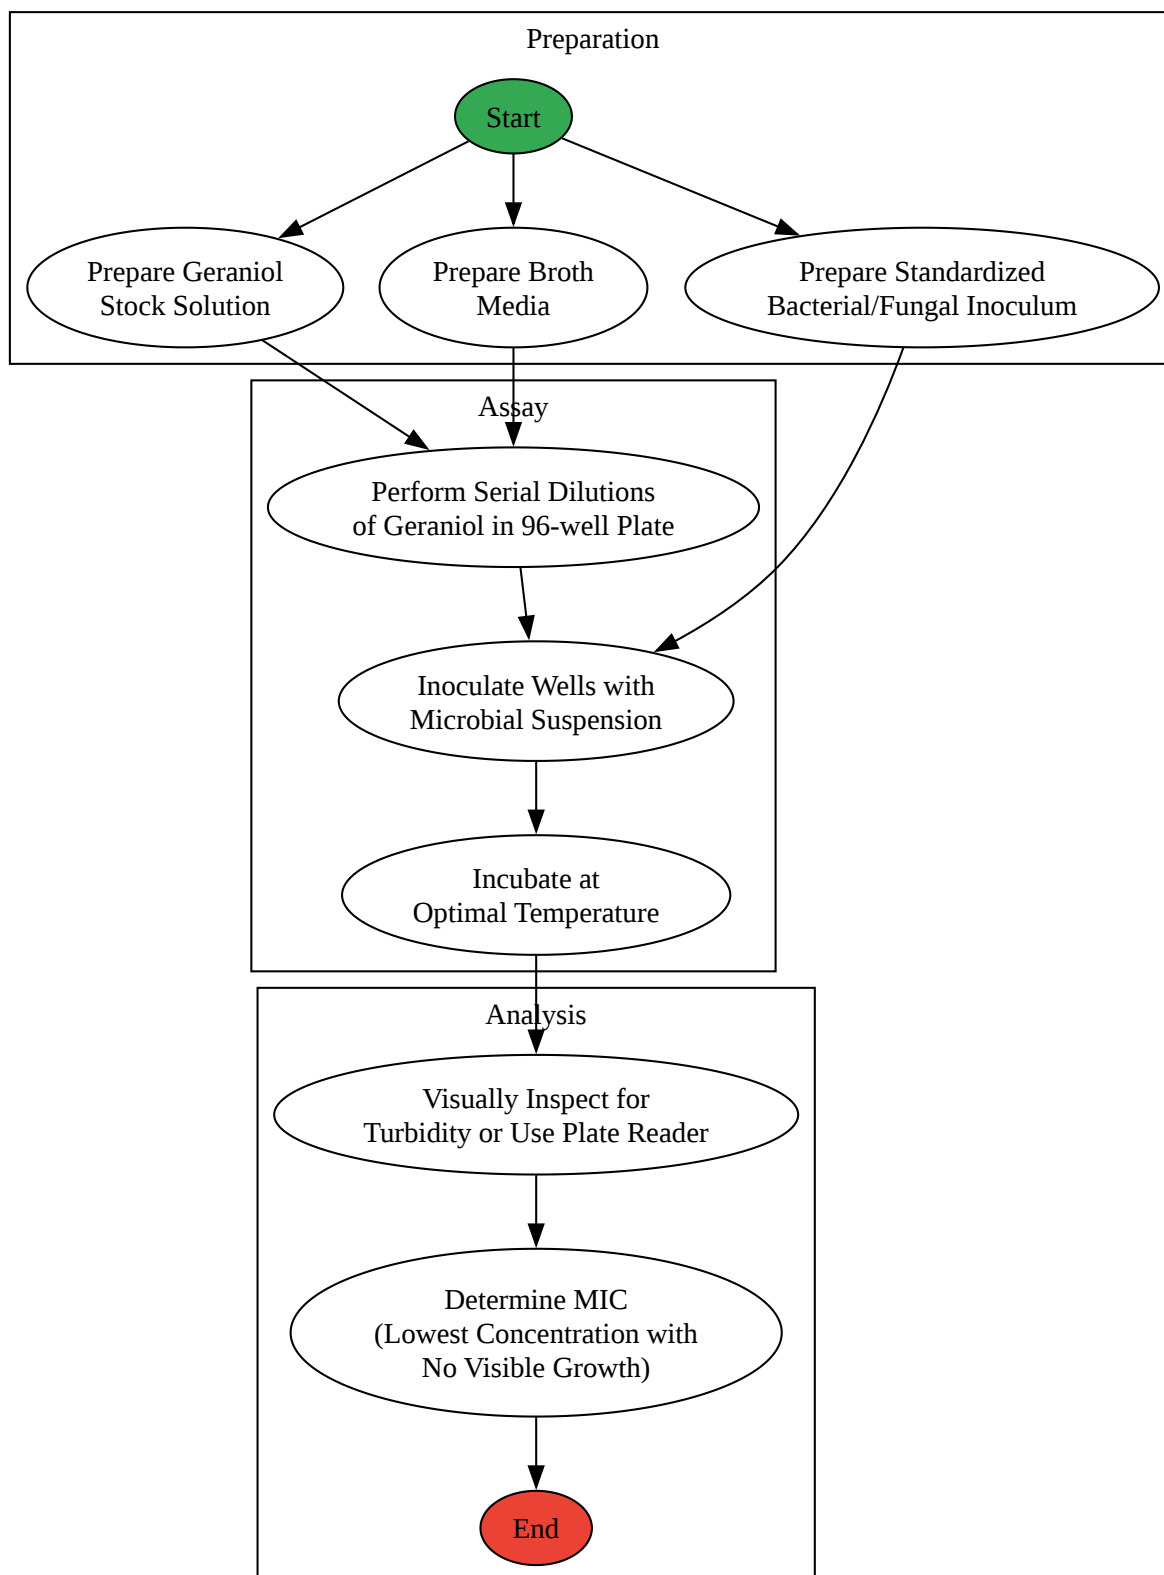 Preparation
Start
Prepare Geraniol
Stock Solution
Prepare Broth
Media
Prepare Standardized
Bacterial/Fungal Inoculum
Assay
Perform Serial Dilutions
of Geraniol in 96-well Plate
Inoculate Wells with
Microbial Suspension
Incubate at
Optimal Temperature
Analysis
Visually Inspect for
Turbidity or Use Plate Reader
Determine MIC
(Lowest Concentration with
No Visible Growth)
End